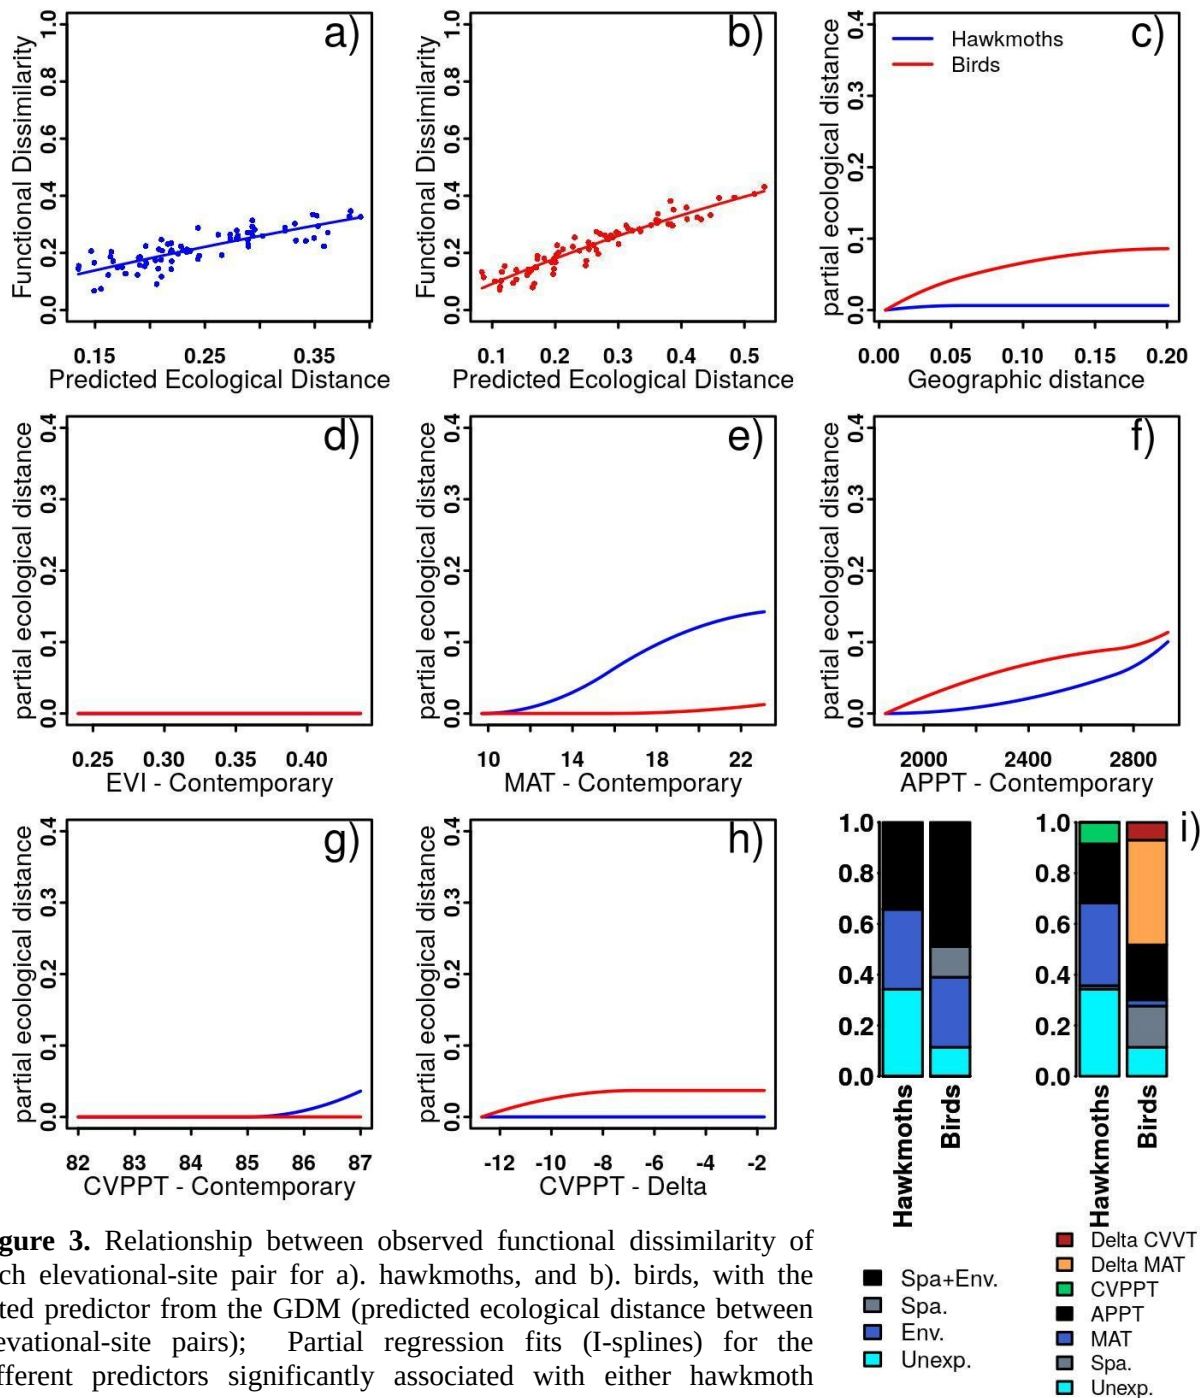 a)
1.0
0.8
0.6
0.4
0.2
0.0
Functional Dissimilarity
0.15 0.25 0.35
Predicted Ecological Distance
b)
1.0
0.8
0.6
0.4
0.2
0.0
Functional Dissimilarity
0.1 0.2 0.3 0.4 0.5
Predicted Ecological Distance
c)
Hawkmoths
Birds
0.4
0.3
0.2
0.1
0.0
partial ecological distance
0.00 0.05 0.10 0.15 0.20
Geographic distance
d)
0.4
0.3
0.2
0.1
0.0
partial ecological distance
0.25 0.30 0.35 0.40
EVI - Contemporary
e)
0.4
0.3
0.2
0.1
0.0
partial ecological distance
10 14 18 22
MAT - Contemporary
f)
0.4
0.3
0.2
0.1
0.0
partial ecological distance
2000 2400 2800
APPT - Contemporary
g)
0.4
0.3
0.2
0.1
0.0
partial ecological distance
82 83 84 85 86 87
CVPPT - Contemporary
h)
0.4
0.3
0.2
0.1
0.0
partial ecological distance
-12 -10 -8 -6 -4 -2
CVPPT - Delta
i)
1.0
0.8
0.6
0.4
0.2
0.0
Hawkmoths
Birds
Spa+Env.
Spa.
Env.
Unexp.
1.0
0.8
0.6
0.4
0.2
0.0
Hawkmoths
Birds
Delta CVVT
Delta MAT
CVPPT
APPT
MAT
Spa.
Unexp.
gure 3. Relationship between observed functional dissimilarity of
ch elevational-site pair for a). hawkmoths, and b). birds, with the
ted predictor from the GDM (predicted ecological distance between
evational-site pairs); Partial regression fits (I-splines) for the
fferent predictors significantly associated with either hawkmoth